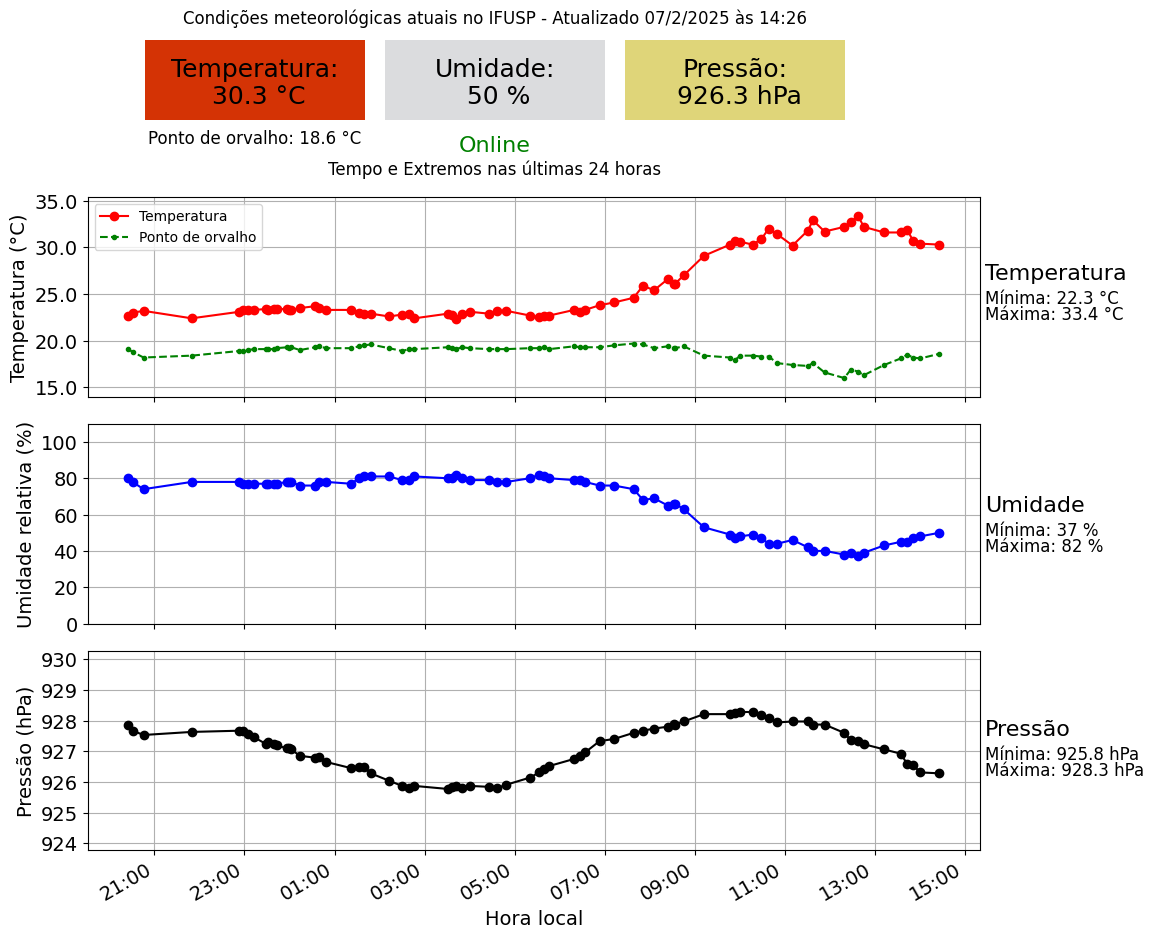 Condições meteorológicas atuais no IFUSP - Atualizado 07/2/2025 às 14:26
Temperatura:
30.3 °C
Umidade:
50 %
Pressão:
926.3 hPa
Ponto de orvalho: 18.6 °C
Online
Tempo e Extremos nas últimas 24 horas
Temperatura (°C)
35.0
30.0
25.0
20.0
15.0
Temperatura
Ponto de orvalho
Temperatura
Mínima: 22.3 °C
Máxima: 33.4 °C
Umidade relativa (%)
100
80
60
40
20
0
Umidade
Mínima: 37 %
Máxima: 82 %
Pressão (hPa)
930
929
928
927
926
925
924
Pressão
Mínima: 925.8 hPa
Máxima: 928.3 hPa
21:00 23:00 01:00 03:00 05:00 07:00 09:00 11:00 13:00 15:00
Hora local